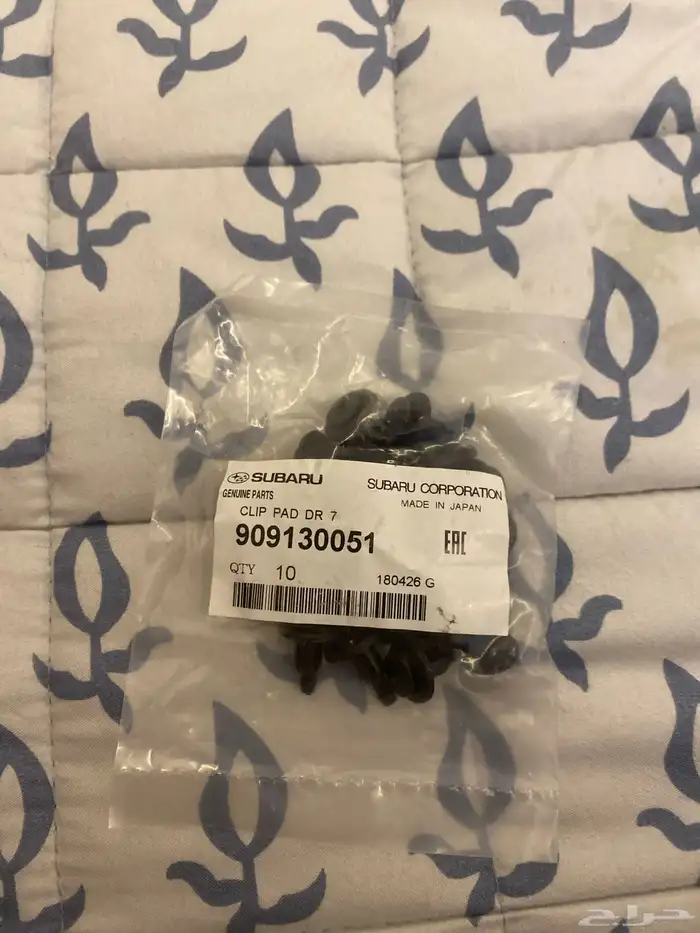 SUBARU
GENUINE PARTS
SUBARU CORPORATION
MADE IN JAPAN
CLIP PAD DR 7
909130051
EAC
QTY 10
180426 G
حراج